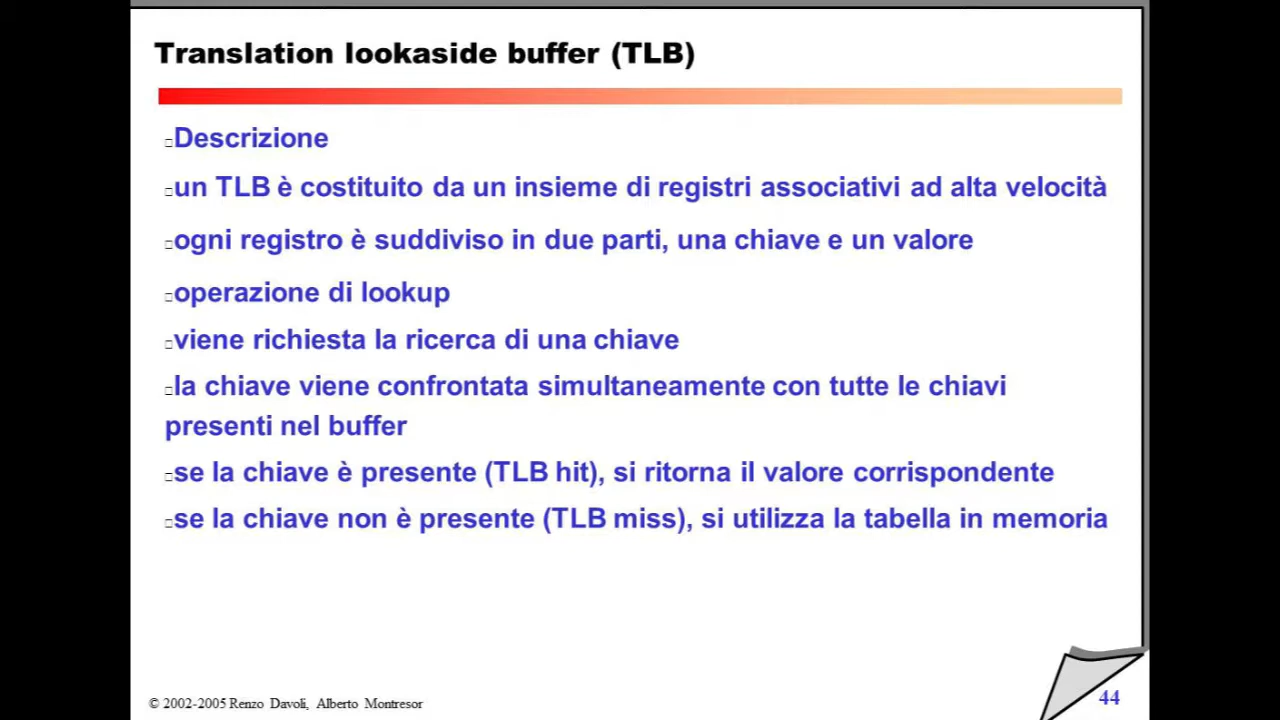 Translation lookaside buffer (TLB)
□Descrizione
□un TLB è costituito da un insieme di registri associativi ad alta velocità
□ogni registro è suddiviso in due parti, una chiave e un valore
□operazione di lookup
□viene richiesta la ricerca di una chiave
□la chiave viene confrontata simultaneamente con tutte le chiavi
presenti nel buffer
□se la chiave è presente (TLB hit), si ritorna il valore corrispondente
□se la chiave non è presente (TLB miss), si utilizza la tabella in memoria
© 2002-2005 Renzo Davoli, Alberto Montresor
44